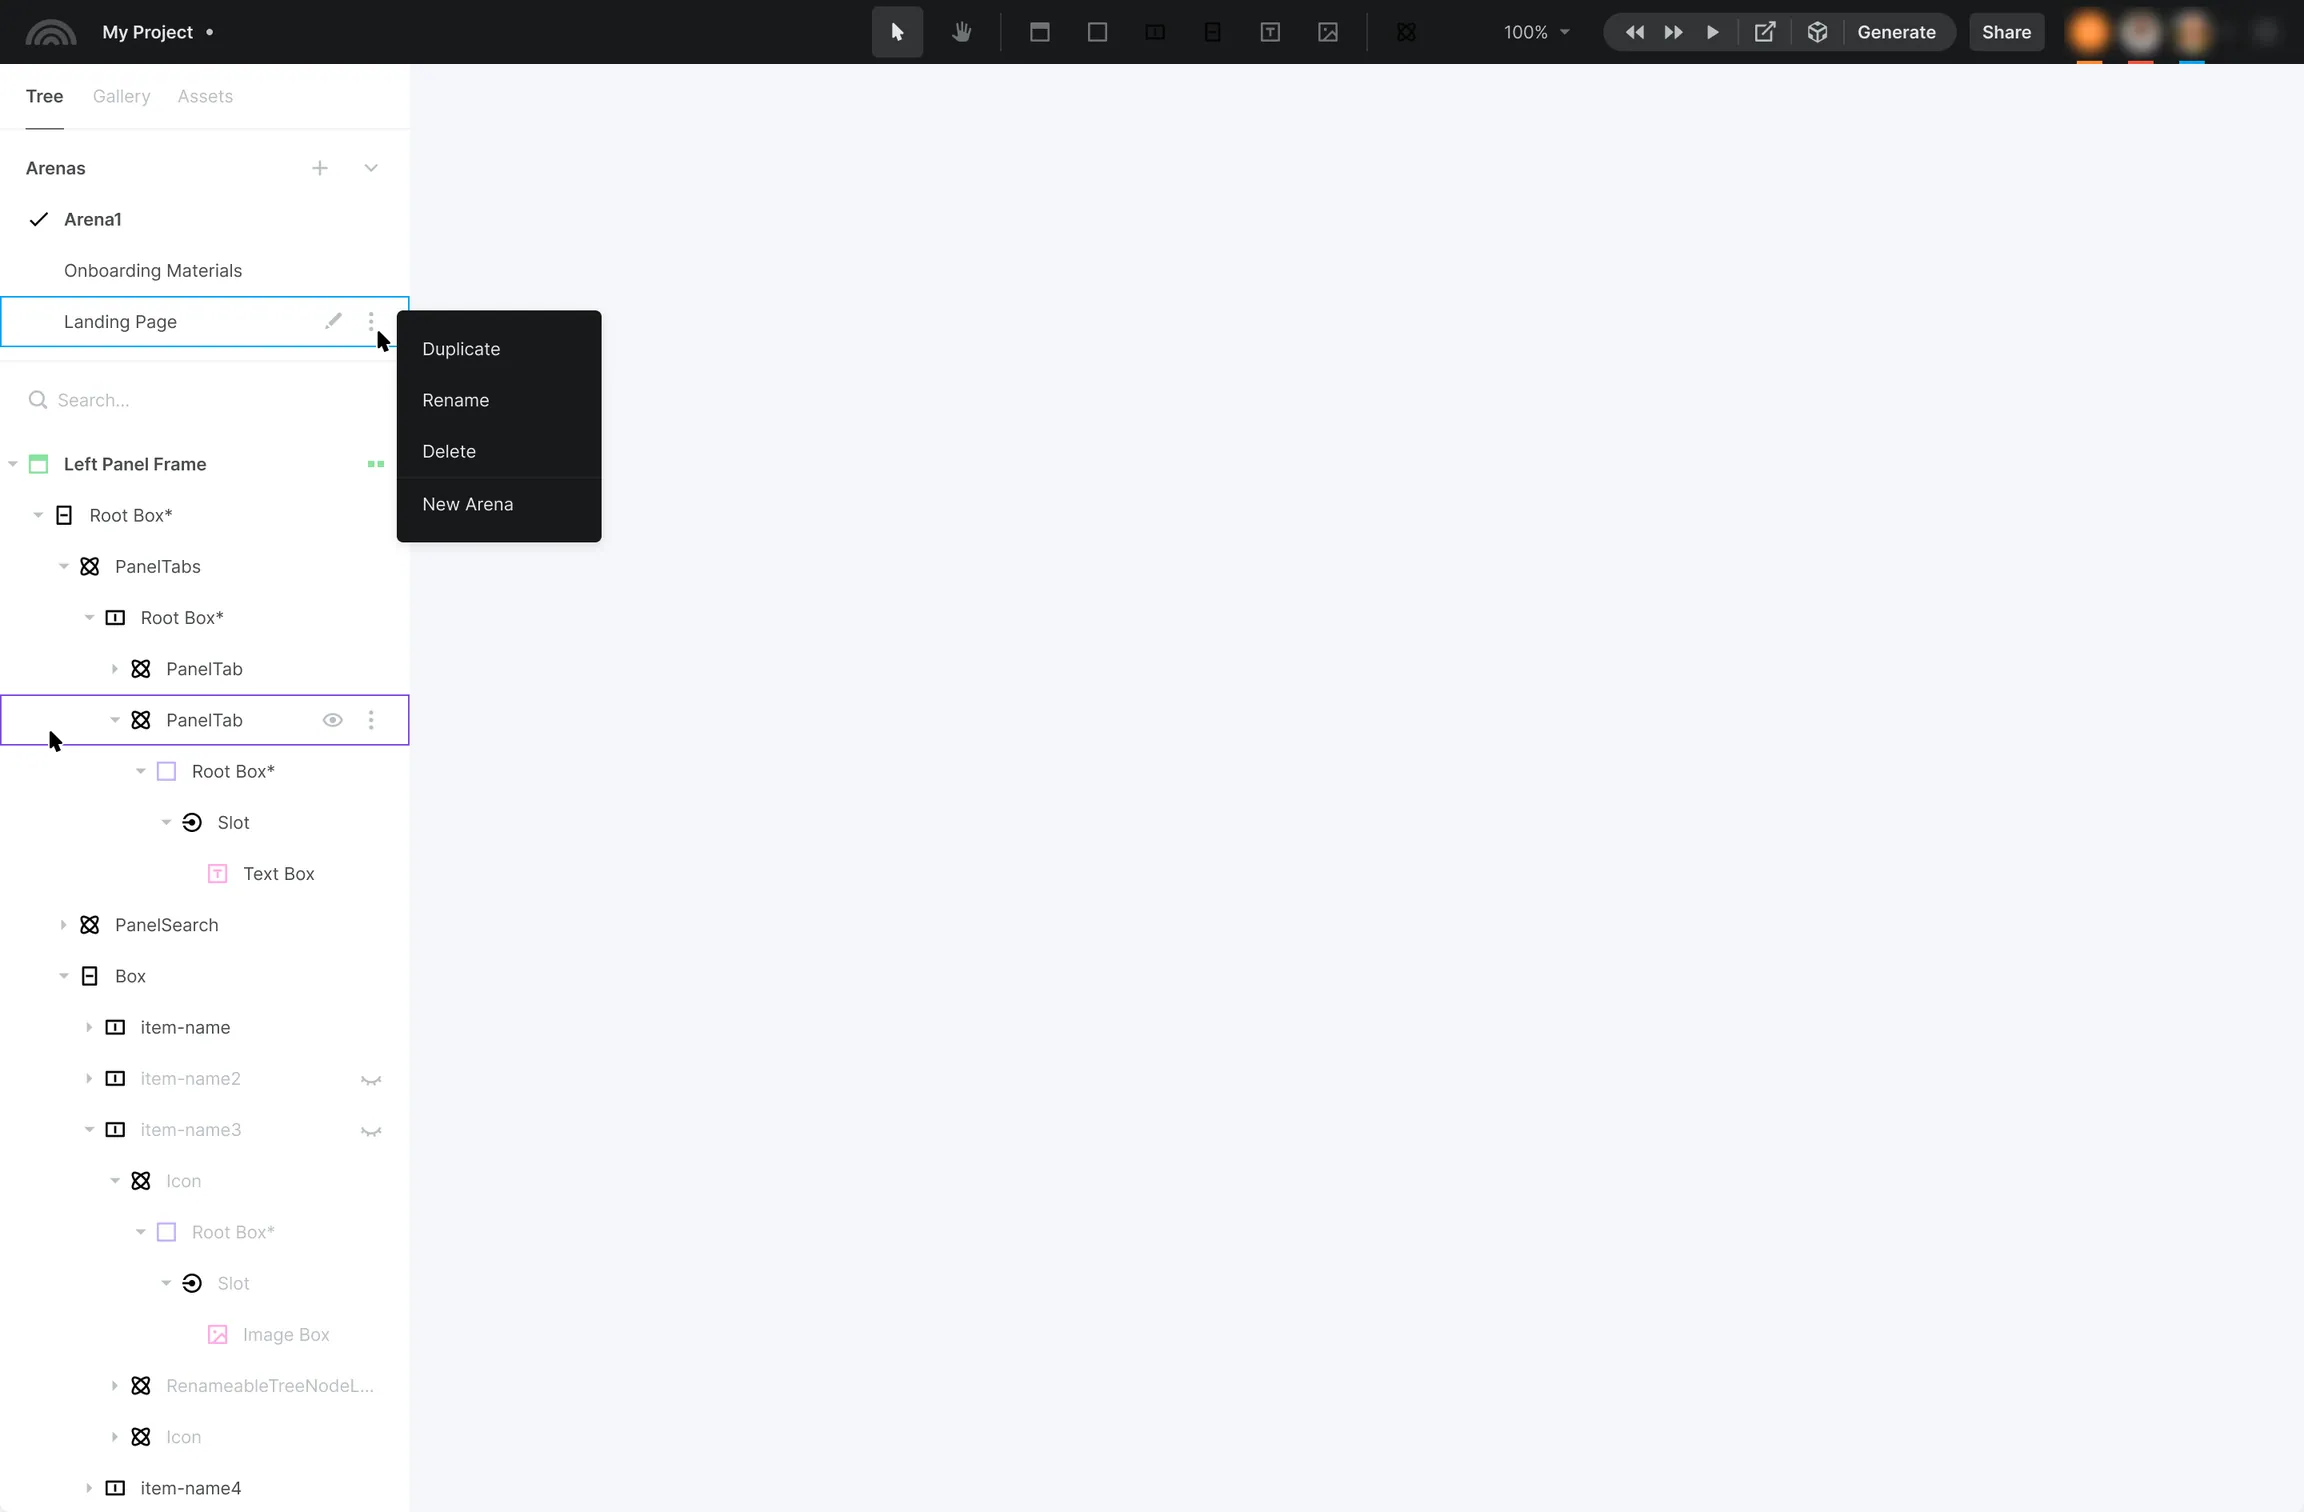 My Project
100%
Generate
Share
Tree Gallery Assets
Arenas
Arena1
Onboarding Materials
Landing Page
Duplicate
Rename
Delete
New Arena
Search...
Left Panel Frame
Root Box*
PanelTabs
Root Box*
PanelTab
PanelTab
Root Box*
Slot
Text Box
PanelSearch
Box
item-name
item-name2
item-name3
Icon
Root Box*
Slot
Image Box
RenameableTreeNodeL...
Icon
item-name4